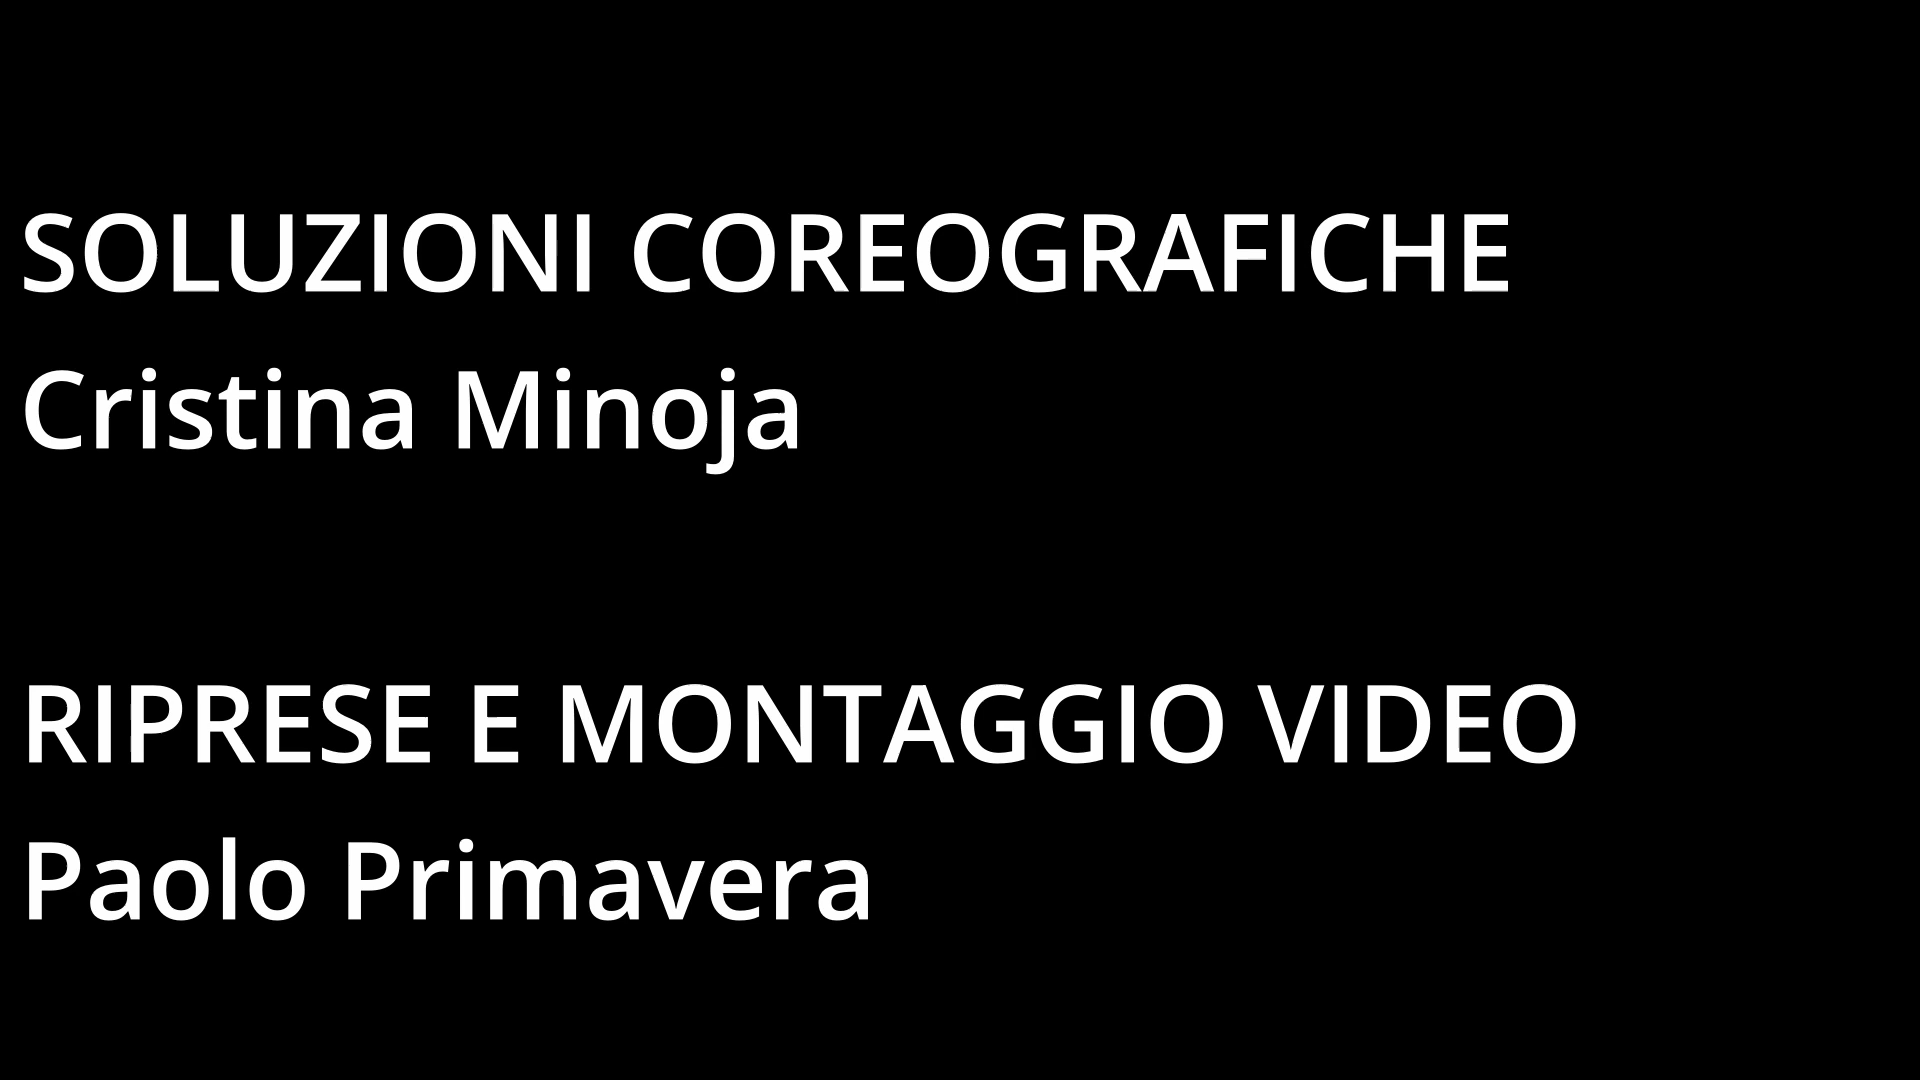 SOLUZIONI COREOGRAFICHE
Cristina Minoja
RIPRESE E MONTAGGIO VIDEO
Paolo Primavera